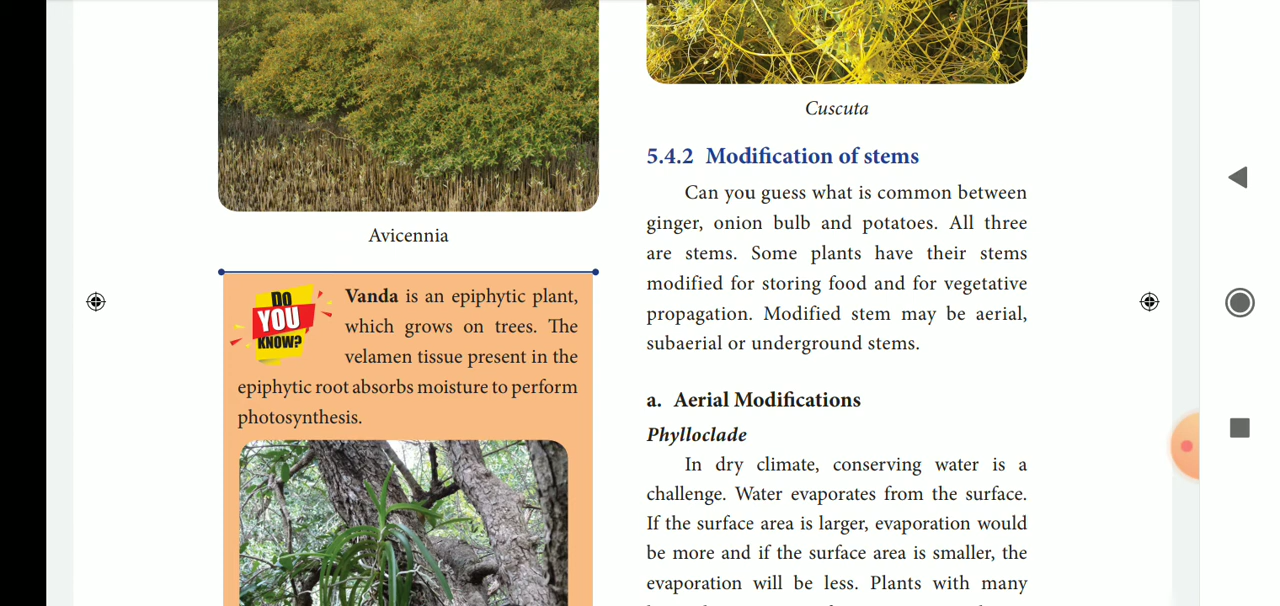 Avicennia
DO
YOU
KNOW?
Vanda is an epiphytic plant,
which grows on trees. The
velamen tissue present in the
epiphytic root absorbs moisture to perform
photosynthesis.
Cuscuta
5.4.2 Modification of stems
Can you guess what is common between
ginger, onion bulb and potatoes. All three
are stems. Some plants have their stems
modified for storing food and for vegetative
propagation. Modified stem may be aerial,
subaerial or underground stems.
a. Aerial Modifications
Phylloclade
In dry climate, conserving water is a
challenge. Water evaporates from the surface.
If the surface area is larger, evaporation would
be more and if the surface area is smaller, the
evaporation will be less. Plants with many